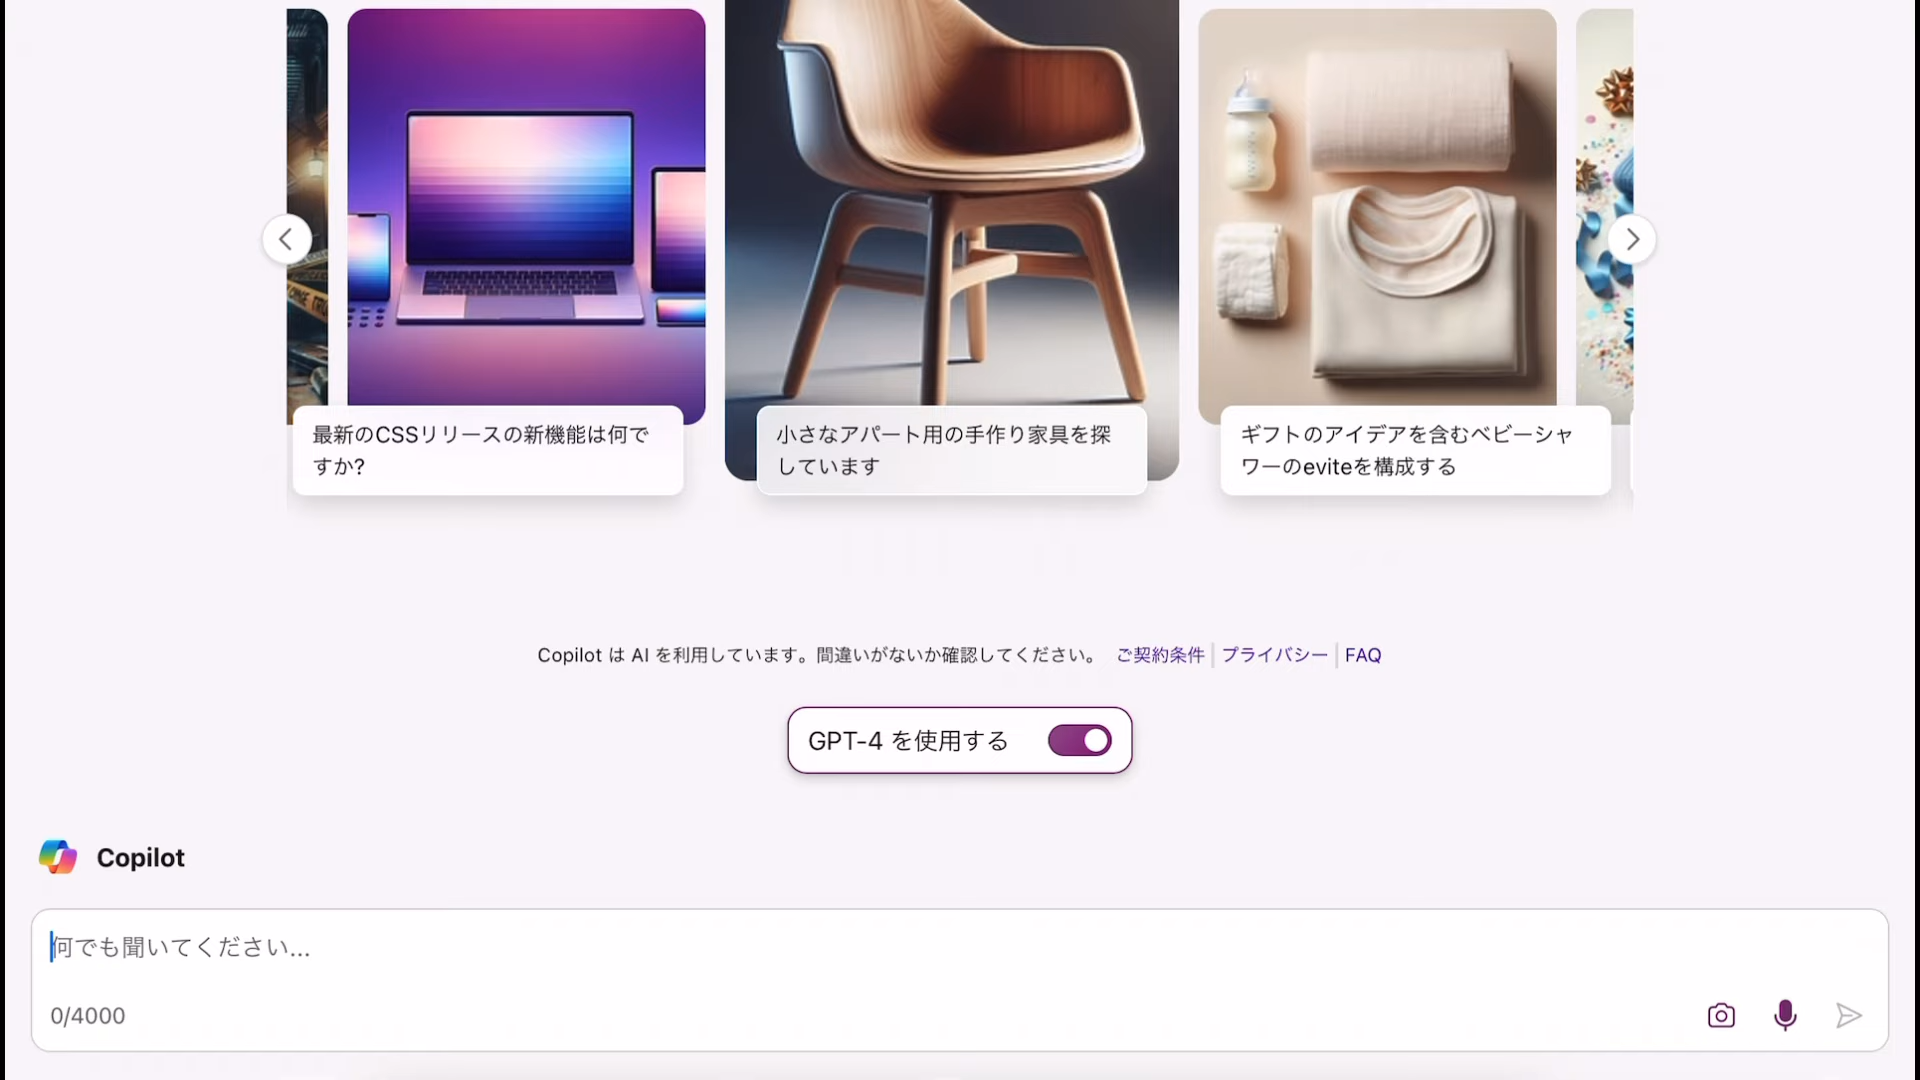 最新のCSSリリースの新機能は何で
すか?
小さなアパート用の手作り家具を探
しています
ギフトのアイデアを含むベビーシャ
ワーのeviteを構成する
Copilot は AI を利用しています。間違いがないか確認してください。 ご契約条件 プライバシー FAQ
GPT-4 を使用する
Copilot
何でも聞いてください...
0/4000